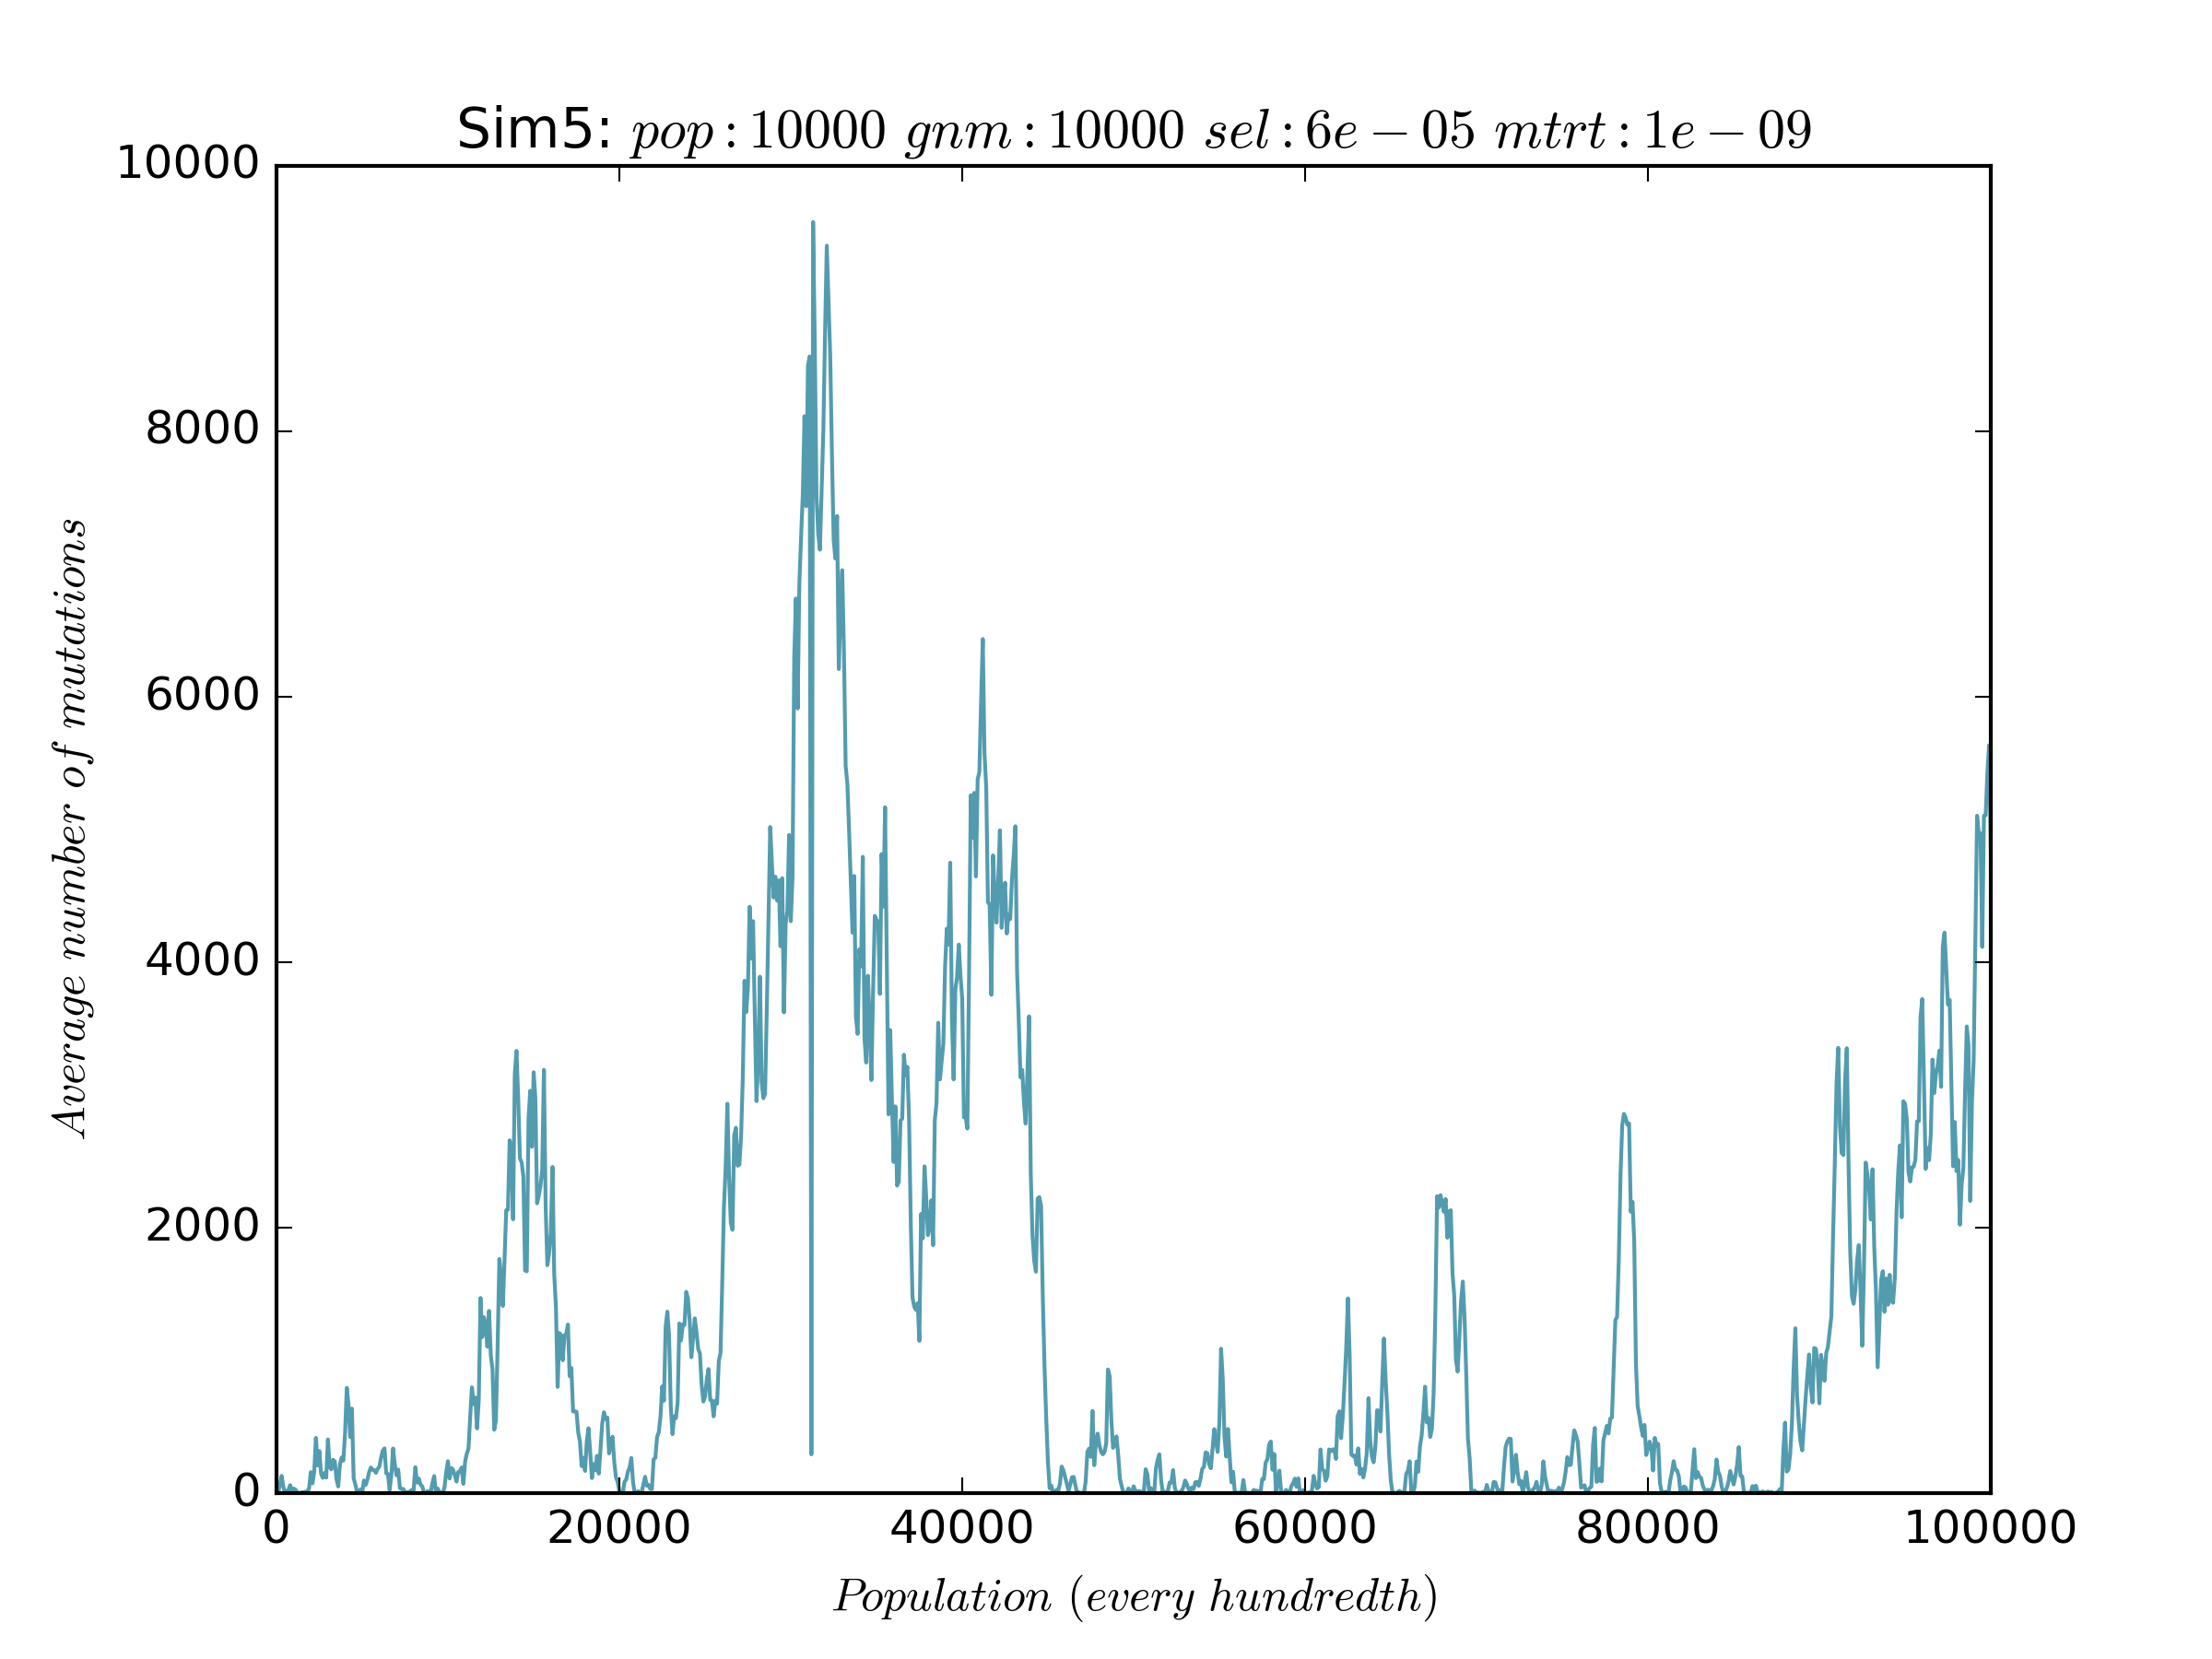 Sim5: pop : 10000 gnm : 10000 sel : 6e − 05 mtrt : 1e − 09
10000
8000
6000
4000
2000
0
Average number of mutations
0 20000 40000 60000 80000 100000
Population (every hundredth)